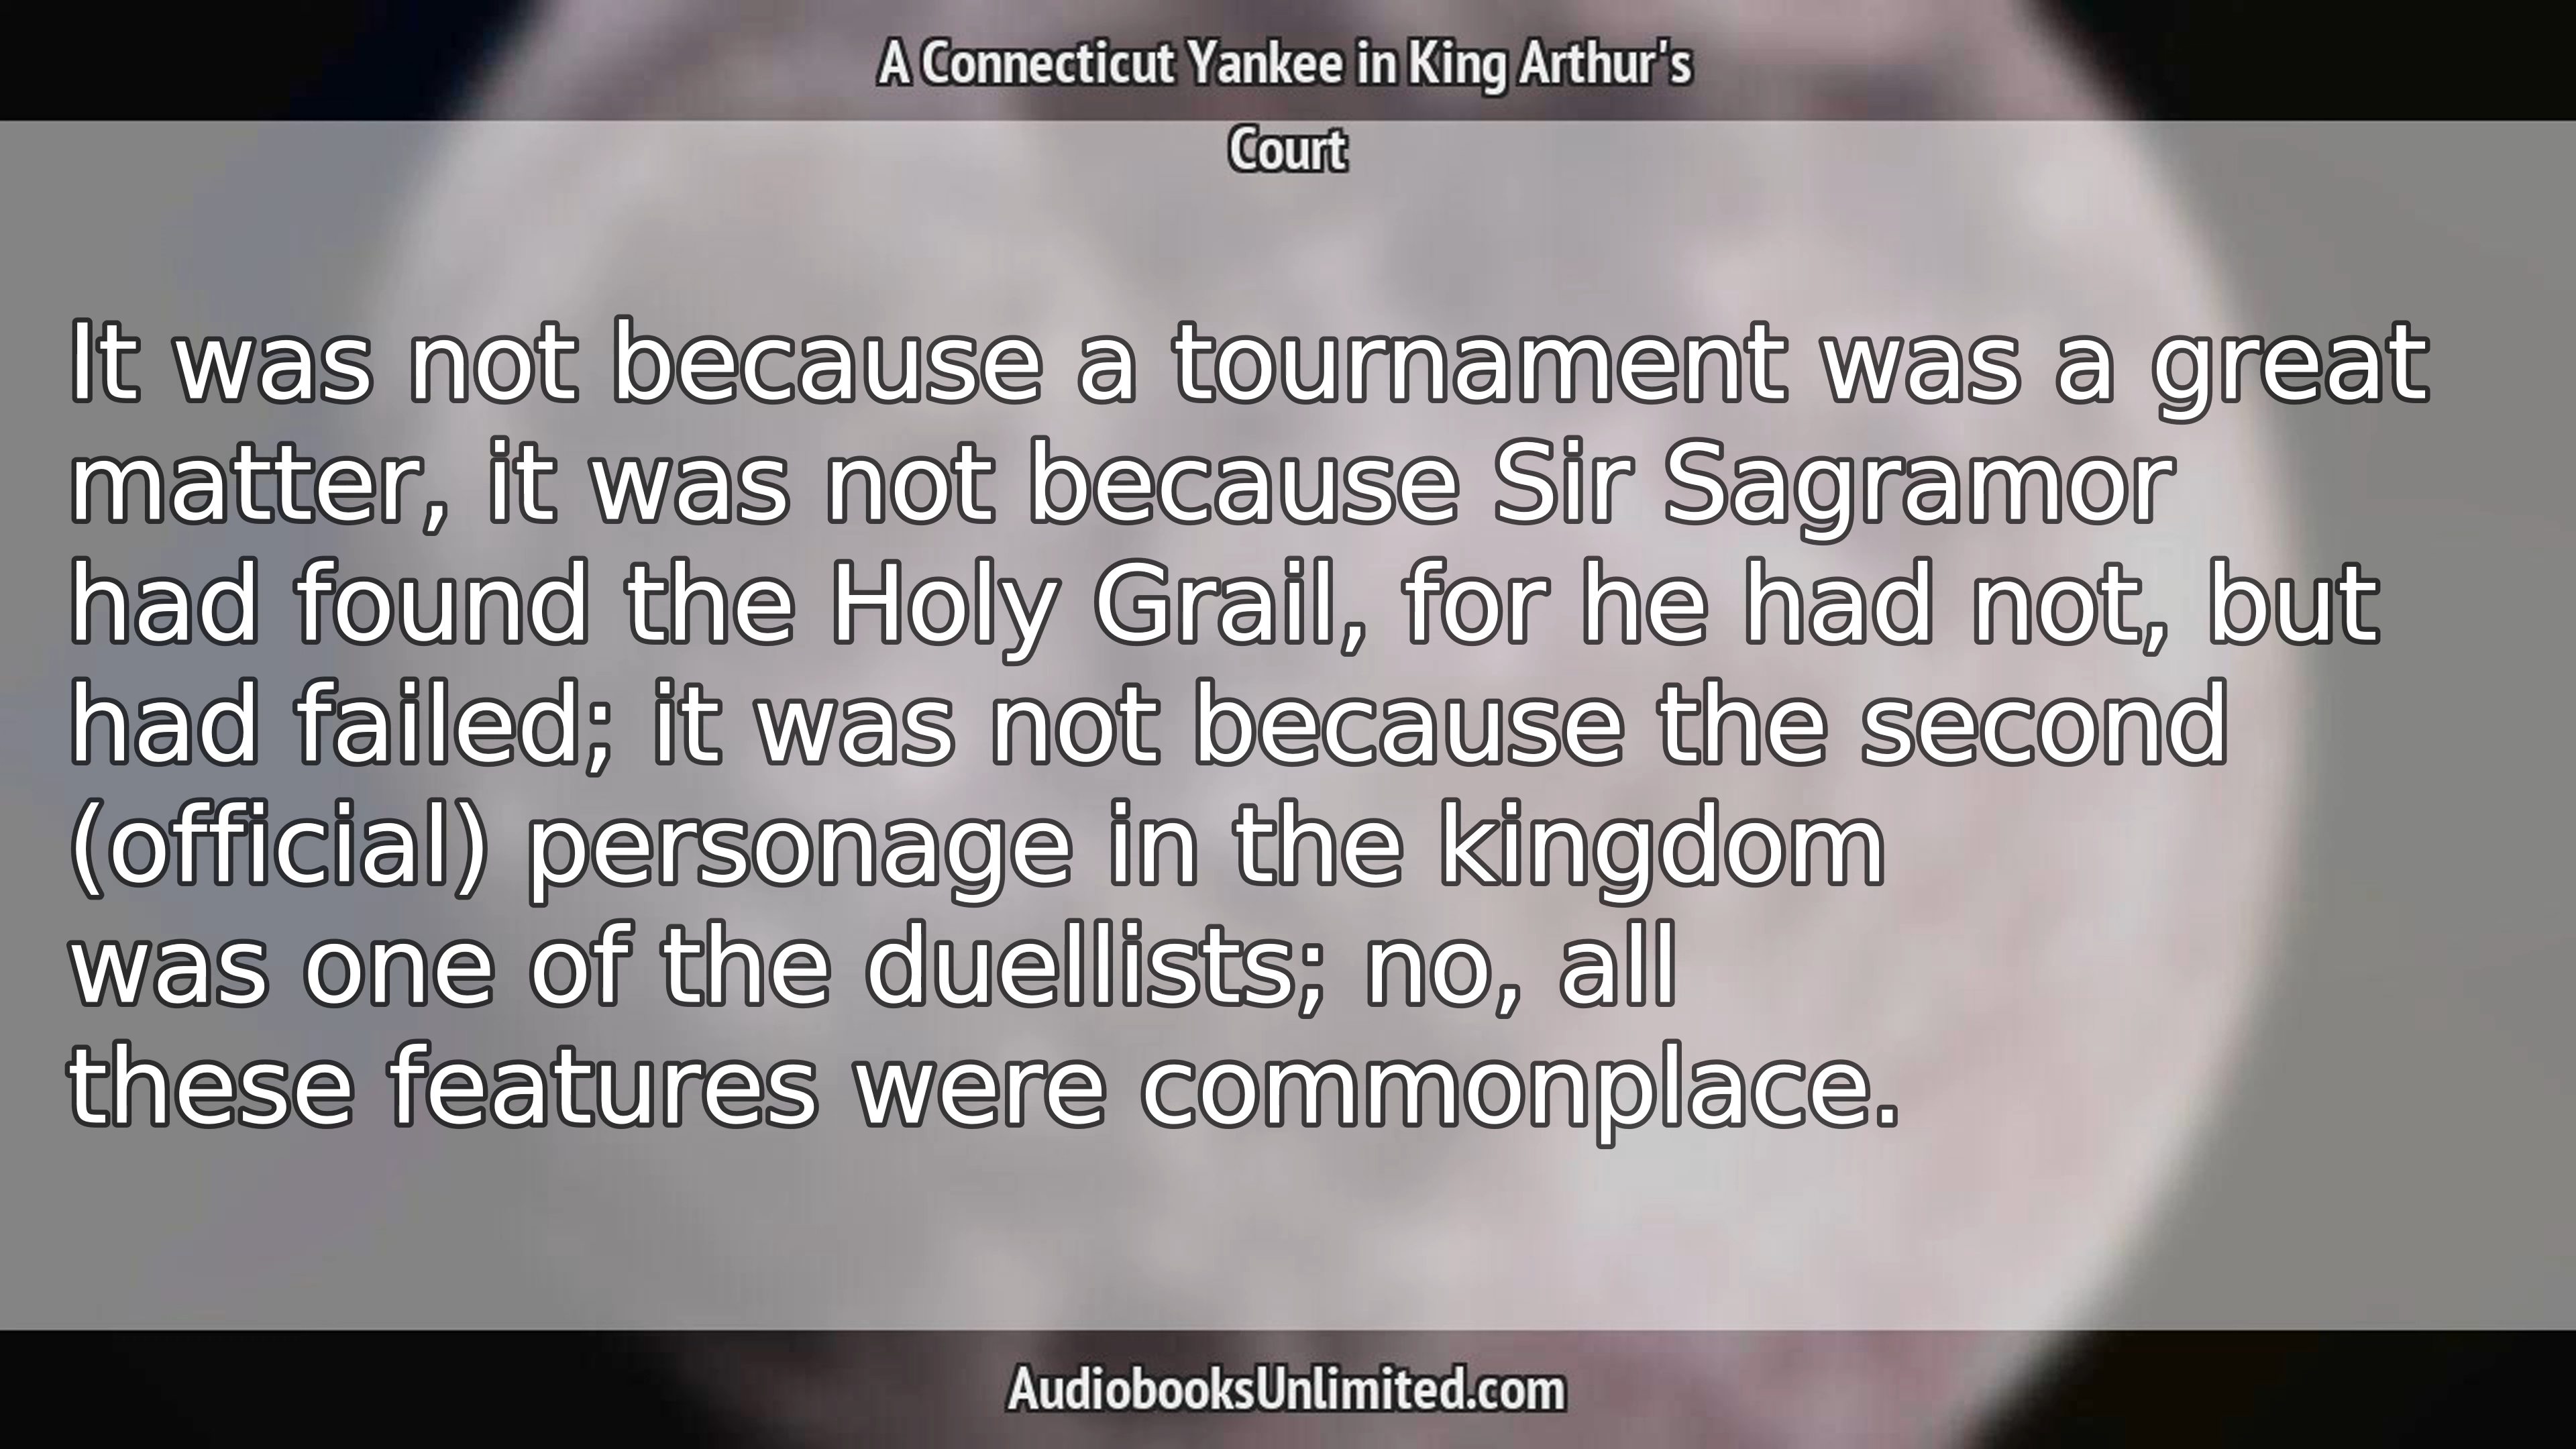 A Connecticut Yankee in King Arthur's
Court
It was not because a tournament was a great
matter, it was not because Sir Sagramor
had found the Holy Grail, for he had not, but
had failed; it was not because the second
(official) personage in the kingdom
was one of the duellists; no, all
these features were commonplace.
AudiobooksUnlimited.com